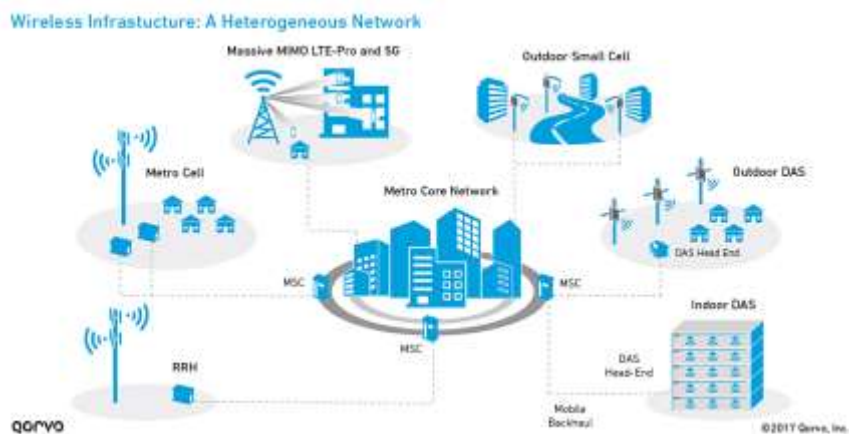 Wireless Infrastucture: A Heterogeneous Network
Massive MIMO LTE-Pro and 5G
Outdoor Small Cell
Metro Cell
Metro Core Network
Outdoor DAS
DAS Head End
MSC
MSC
Indoor DAS
MSC
RRH
DAS
Head-End
Mobile
Backhaul
QORVO
©2017 Qorvo, Inc.